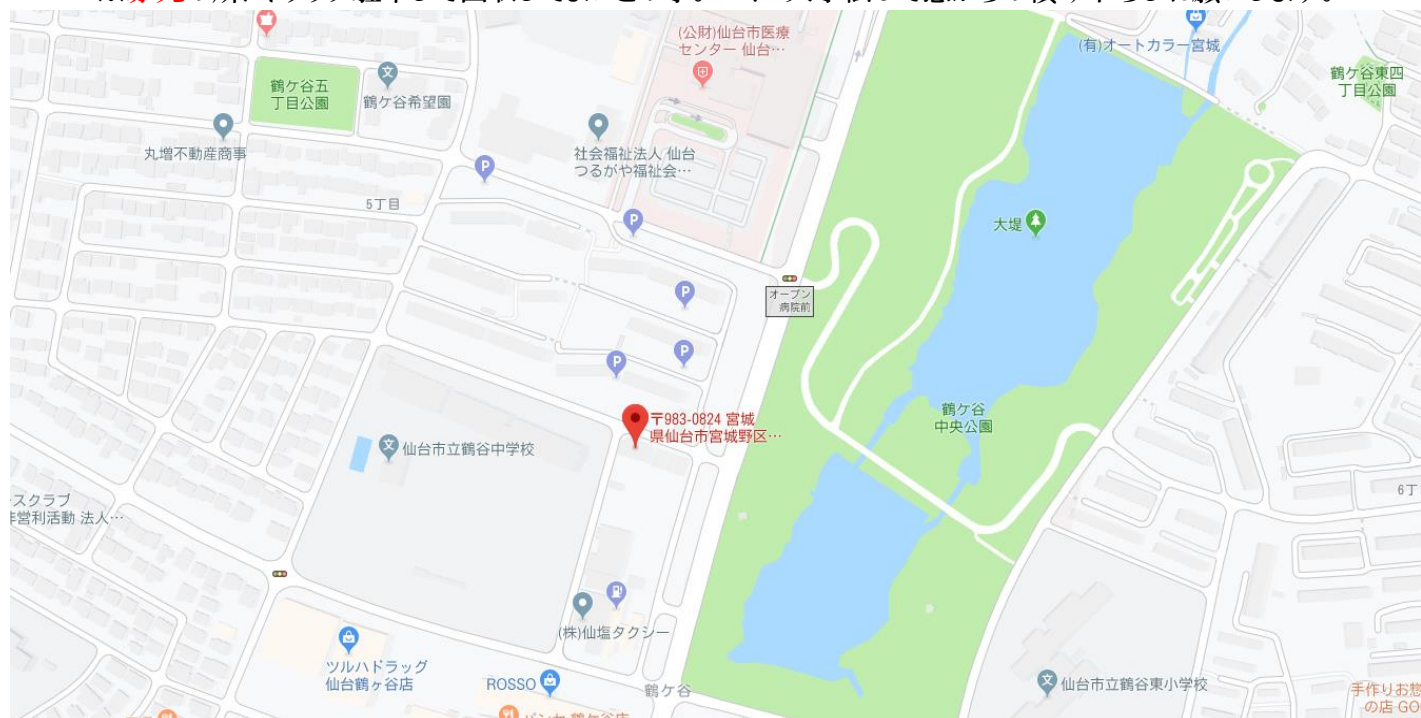 (公財)仙台市医療
センター 仙台…
(有)オートカラー宮城
鶴ケ谷東四
丁目公園
鶴ケ谷五
丁目公園
鶴ケ谷希望園
丸増不動産商事
社会福祉法人 仙台
つるがや福祉会…
P
5丁目
P
大堤
P
オープン
病院前
P
P
〒983-0824 宮城
県仙台市宮城野区…
鶴ケ谷
中央公園
文 仙台市立鶴谷中学校
スクラブ
営利活動 法人…
6丁
(株)仙塩タクシー
ツルハドラッグ
仙台鶴ヶ谷店
ROSSO
鶴ケ谷
文 仙台市立鶴谷東小学校
手作りお惣
の店 GO